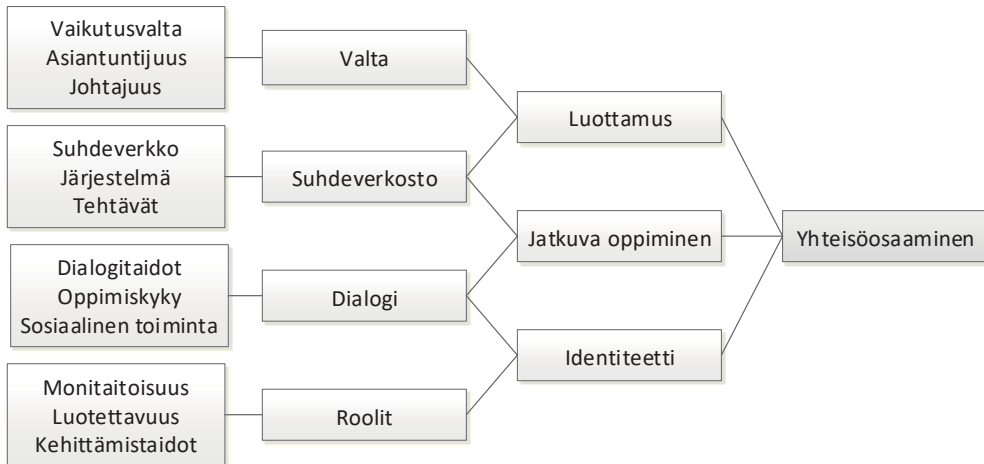 Vaikutusvalta
Asiantuntijuus
Johtajuus
Valta
Luottamus
Suhdeverkko
Järjestelmä
Tehtävät
Suhdeverkosto
Jatkuva oppiminen
Yhteisöosaaminen
Dialogitaidot
Oppimiskyky
Sosiaalinen toiminta
Dialogi
Identiteetti
Monitaitoisuus
Luotettavuus
Kehittämistaidot
Roolit